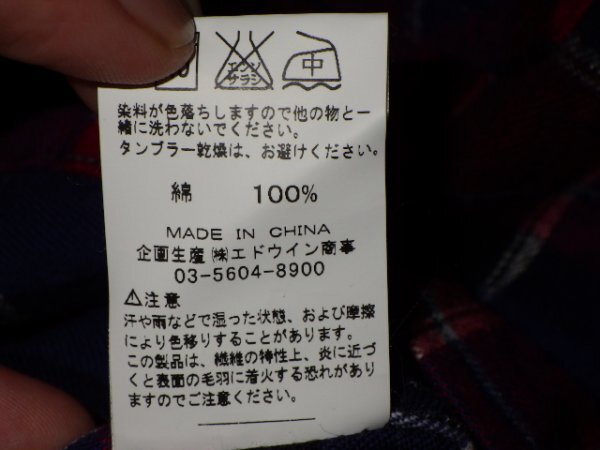 エンソ
サラシ
中
染料が色落ちしますので他の物と一
緒に洗わないでください。
タンブラー乾燥は、お避けください。
綿 100%
MADE IN CHINA
企画生産 ㈱エドウイン商事
03-5604-8900
⚠注意
汗や雨などで湿った状態、および摩擦
により色移りすることがあります。
この製品は、繊維の特性上、炎に近づ
くと表面の毛羽に着火する恐れがあり
ますのでご注意ください。